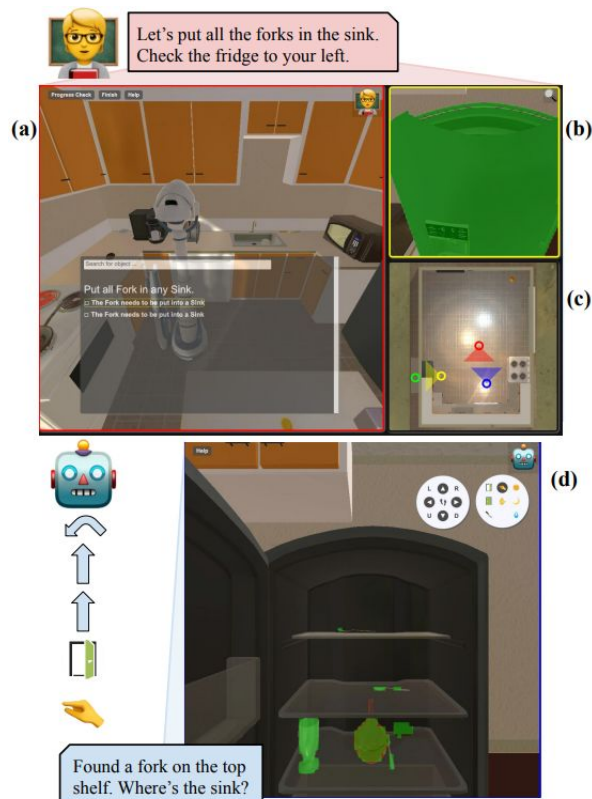 Let's put all the forks in the sink.
Check the fridge to your left.
(a)
Progress Check Finish Help
(b)
Search for object ...
Put all Fork in any Sink.
The Fork needs to be put into a Sink
The Fork needs to be put into a Sink
(c)
Help
(d)
L R
U D
Found a fork on the top
shelf. Where's the sink?